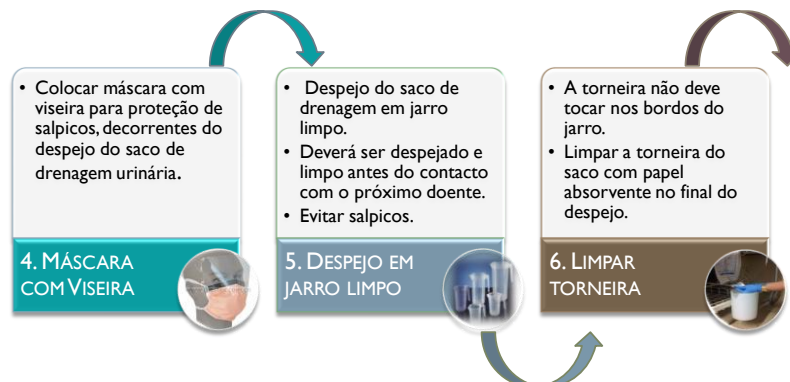 • Colocar máscara com
viseira para proteção de
salpicos, decorrentes do
despejo do saco de
drenagem urinária.
4. MÁSCARA
COM VISEIRA
• Despejo do saco de
drenagem em jarro
limpo.
• Deverá ser despejado e
limpo antes do contacto
com o próximo doente.
• Evitar salpicos.
5. DESPEJO EM
JARRO LIMPO
• A torneira não deve
tocar nos bordos do
jarro.
• Limpar a torneira do
saco com papel
absorvente no final do
despejo.
6. LIMPAR
TORNEIRA